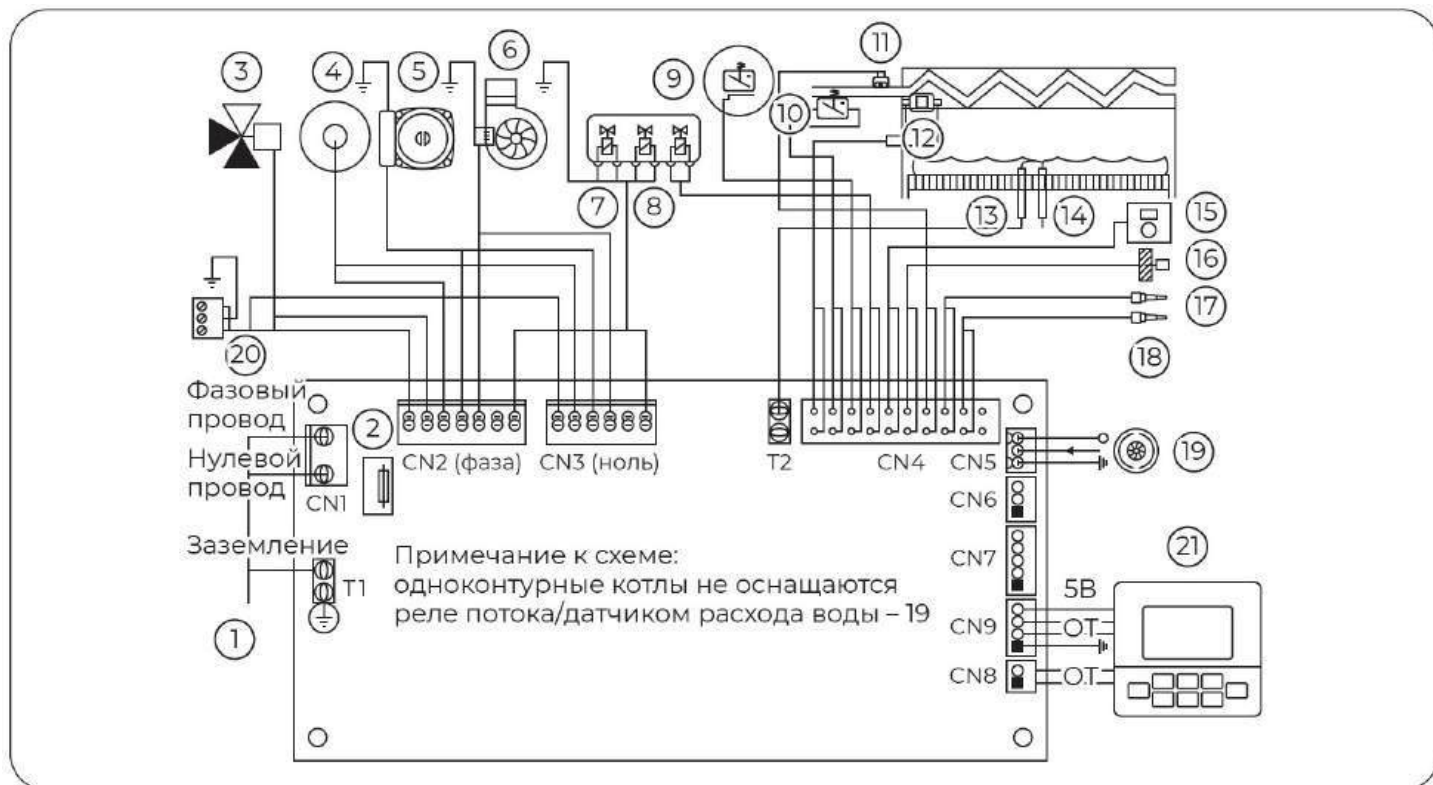 3
4
5
6
9
11
10
12
7
8
13
14
15
16
17
18
20
Фазовый
провод
2
Нулевой
провод
CN1
CN2 (фаза)
CN3 (ноль)
T2
CN4
CN5
19
CN6
Заземление
T1
Примечание к схеме:
одноконтурные котлы не оснащаются
реле потока/датчиком расхода воды – 19
CN7
21
5В
1
CN9
О.Т
CN8
О.Т